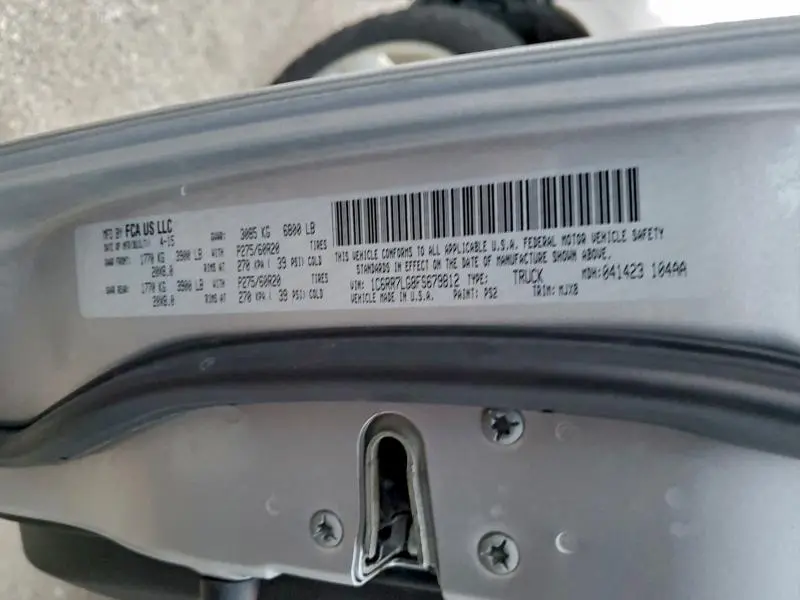 MFD BY FCA US LLC GVWR: 3085 KG 6800 LB
DATE OF MFR(BUILT) 4-15 TIRES
GAWR FRONT: 1770 KG 3900 LB WITH P275/60R20
20X8.0 RIMS AT 270 KPA ( 39 PSI) COLD
GAWR REAR: 1770 KG 3900 LB WITH P275/60R20 TIRES
20X8.0 RIMS AT 270 KPA ( 39 PSI) COLD
THIS VEHICLE CONFORMS TO ALL APPLICABLE U.S.A. FEDERAL MOTOR VEHICLE SAFETY
STANDARDS IN EFFECT ON THE DATE OF MANUFACTURE SHOWN ABOVE.
VIN: 1C6RR7LG8FS679812 TYPE: TRUCK MDH:041423 104AA
VEHICLE MADE IN U.S.A. PAINT: PS2 TRIM: MJX8